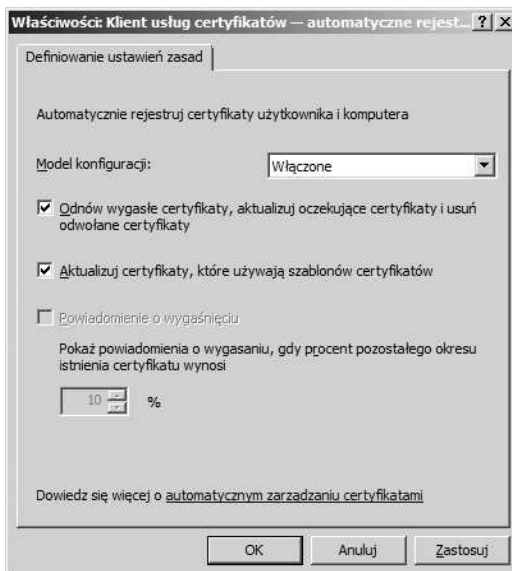 Właściwości: Klient usług certyfikatów — automatyczne rejest...
Definiowanie ustawień zasad
Automatycznie rejestruj certyfikaty użytkownika i komputera
Model konfiguracji: Włączone
Odnów wygasłe certyfikaty, aktualizuj oczekujące certyfikaty i usuń
odwołane certyfikaty
Aktualizuj certyfikaty, które używają szablonów certyfikatów
Powiadomienie o wygaśnięciu
Pokaż powiadomienia o wygasaniu, gdy procent pozostałego okresu
istnienia certyfikatu wynosi
10 %
Dowiedz się więcej o automatycznym zarzadzaniu certyfikatami
OK Anuluj Zastosuj